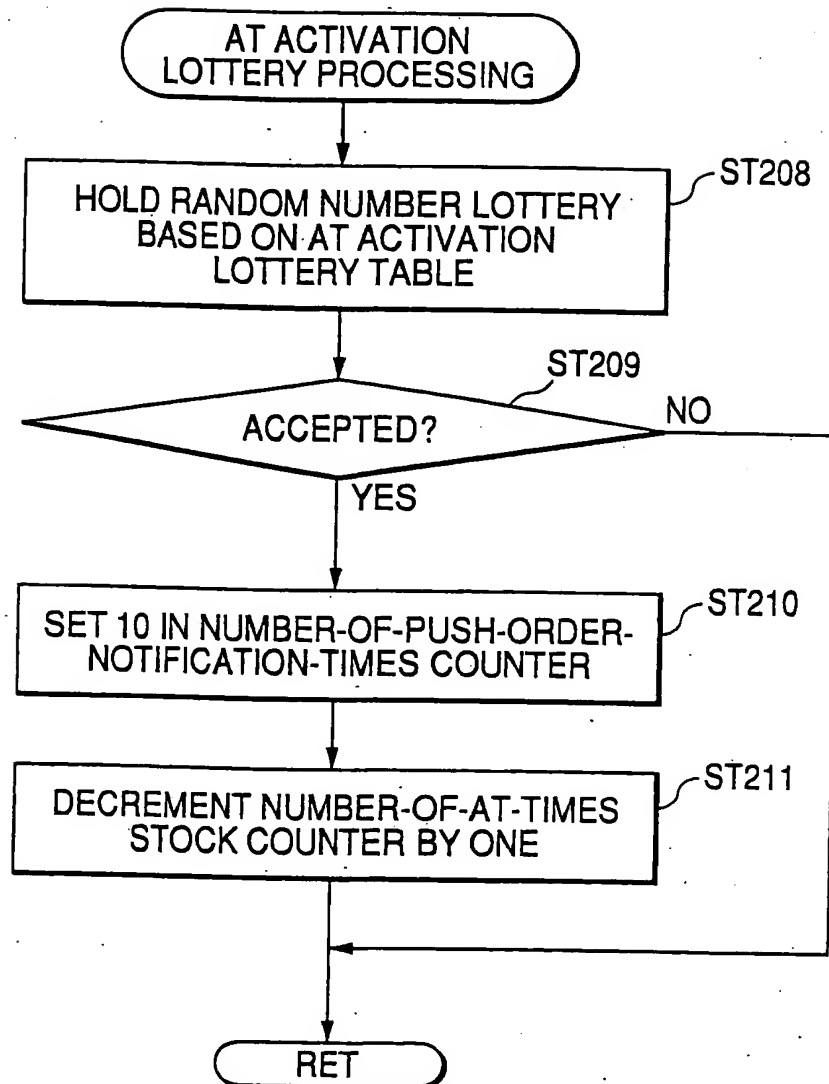 AT ACTIVATION
LOTTERY PROCESSING
ST208
HOLD RANDOM NUMBER LOTTERY
BASED ON AT ACTIVATION
LOTTERY TABLE
ST209
ACCEPTED?
NO
YES
ST210
SET 10 IN NUMBER-OF-PUSH-ORDER-
NOTIFICATION-TIMES COUNTER
ST211
DECREMENT NUMBER-OF-AT-TIMES
STOCK COUNTER BY ONE
RET